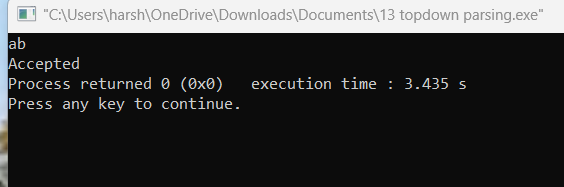 "C:\Users\harsh\OneDrive\Downloads\Documents\13 topdown parsing.exe"
ab
Accepted
Process returned 0 (0x0)   execution time : 3.435 s
Press any key to continue.